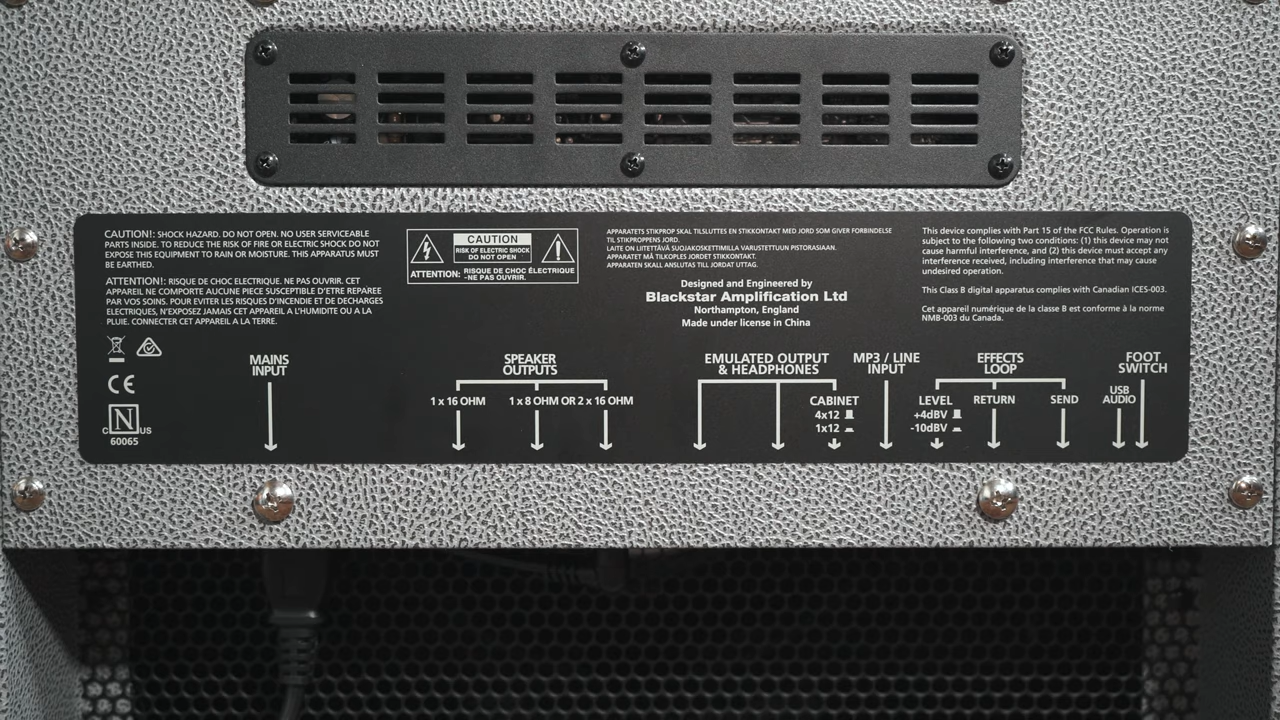 CAUTION!: SHOCK HAZARD. DO NOT OPEN. NO USER SERVICEABLE
PARTS INSIDE. TO REDUCE THE RISK OF FIRE OR ELECTRIC SHOCK DO NOT
EXPOSE THIS EQUIPMENT TO RAIN OR MOISTURE. THIS APPARATUS MUST
BE EARTHED.
ATTENTION!: RISQUE DE CHOC ELECTRIQUE. NE PAS OUVRIR. CET
APPAREIL NE COMPORTE AUCUNE PIECE SUSCEPTIBLE D'ETRE REPAREE
PAR VOS SOINS. POUR EVITER LES RISQUES D'INCENDIE ET DE DECHARGES
ELECTRIQUES, N'EXPOSEZ JAMAIS CET APPAREIL A L'HUMIDITE OU A LA
PLUIE. CONNECTER CET APPAREIL A LA TERRE.
CAUTION
RISK OF ELECTRIC SHOCK
DO NOT OPEN
ATTENTION: RISQUE DE CHOC ÉLECTRIQUE
-NE PAS OUVRIR.
APPARATETS STIKPROP SKAL TILSLUTTES EN STIKKONTAKT MED JORD SOM GIVER FORBINDELSE
TIL STIKPROPPENS JORD.
LAITE ON LIITETTÄVÄ SUOJAKOSKETTIMILLA VARUSTETTUUN PISTORASIAAN.
APPARATET MÅ TILKOPLES JORDET STIKKONTAKT.
APPARATEN SKALL ANSLUTAS TILL JORDAT UTTAG.
Designed and Engineered by
Blackstar Amplification Ltd
Northampton, England
Made under license in China
This device complies with Part 15 of the FCC Rules. Operation is
subject to the following two conditions: (1) this device may not
cause harmful interference, and (2) this device must accept any
interference received, including interference that may cause
undesired operation.
This Class B digital apparatus complies with Canadian ICES-003.
Cet appareil numérique de la classe B est conforme à la norme
NMB-003 du Canada.
CE
C N US
60065
MAINS
INPUT
SPEAKER
OUTPUTS
1 x 16 OHM
1 x 8 OHM OR 2 x 16 OHM
EMULATED OUTPUT
& HEADPHONES
CABINET
4x12
1x12
MP3 / LINE
INPUT
EFFECTS
LOOP
LEVEL
+4dBV
-10dBV
RETURN
SEND
USB
AUDIO
FOOT
SWITCH